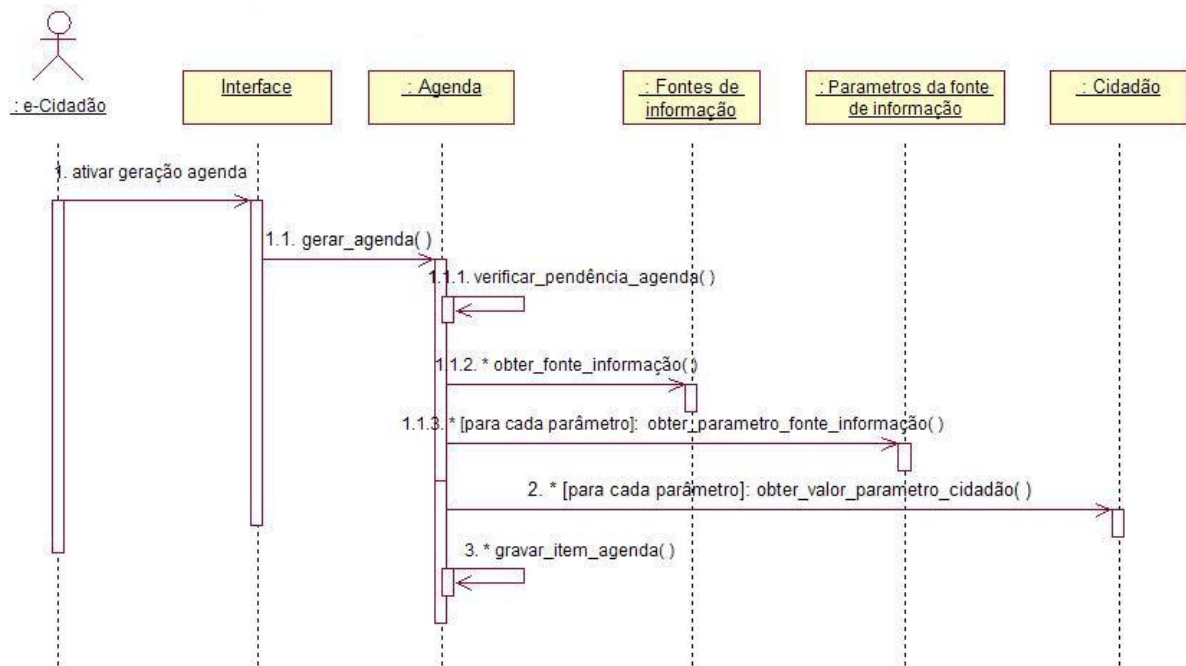 : e-Cidadão
Interface
: Agenda
: Fontes de
informação
: Parametros da fonte
de informação
: Cidadão
1. ativar geração agenda
1.1. gerar_agenda( )
1.1.1. verificar_pendência_agenda( )
1.1.2. * obter_fonte_informação( )
1.1.3. * [para cada parâmetro]: obter_parametro_fonte_informação( )
2. * [para cada parâmetro]: obter_valor_parametro_cidadão( )
3. * gravar_item_agenda( )